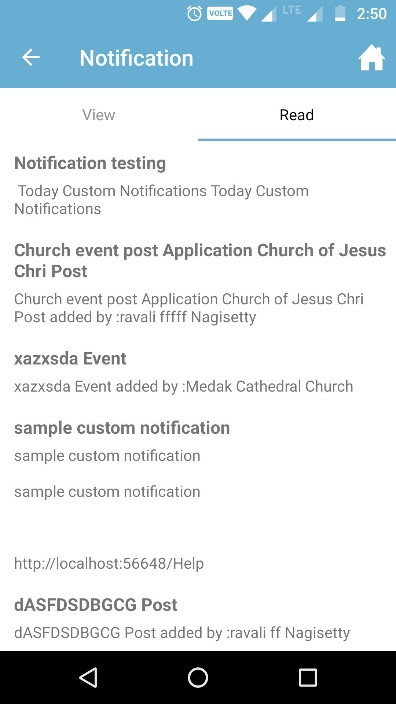 VOLTE LTE 2:50
Notification
View Read
Notification testing
Today Custom Notifications Today Custom
Notifications
Church event post Application Church of Jesus
Chri Post
Church event post Application Church of Jesus Chri
Post added by :ravali fffff Nagisetty
xazxsda Event
xazxsda Event added by :Medak Cathedral Church
sample custom notification
sample custom notification
sample custom notification
http://localhost:56648/Help
dASFDSDBGCG Post
dASFDSDBGCG Post added by :ravali ff Nagisetty